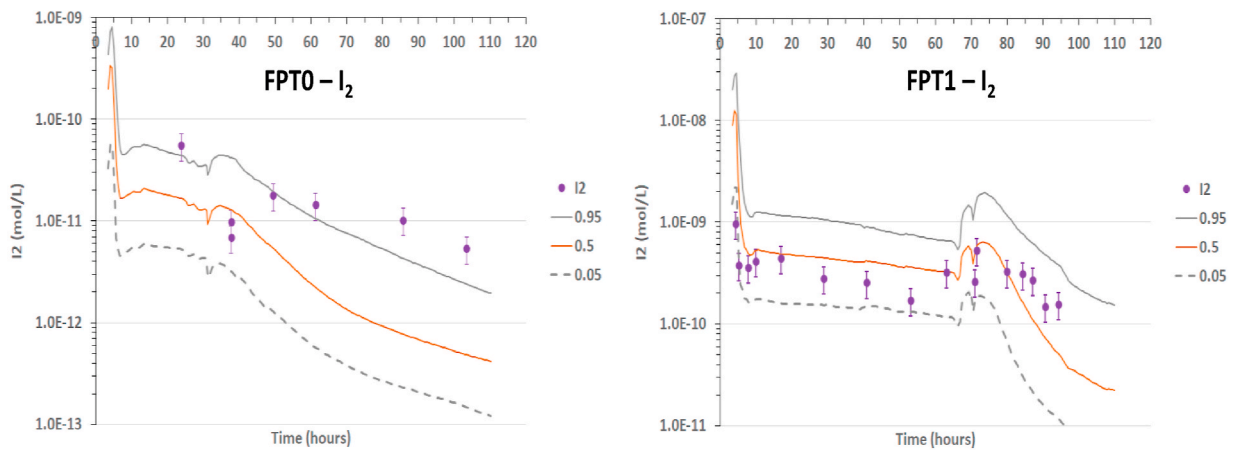 1.0E-09
0 10 20 30 40 50 60 70 80 90 100 110 120
FPT0 – I2
1.0E-10
1.0E-11
1.0E-12
1.0E-13
I2 (mol/L)
Time (hours)
I2
0.95
0.5
0.05
1.0E-07
0 10 20 30 40 50 60 70 80 90 100 110 120
FPT1 – I2
1.0E-08
1.0E-09
1.0E-10
1.0E-11
I2 (mol/L)
Time (hours)
I2
0.95
0.5
0.05